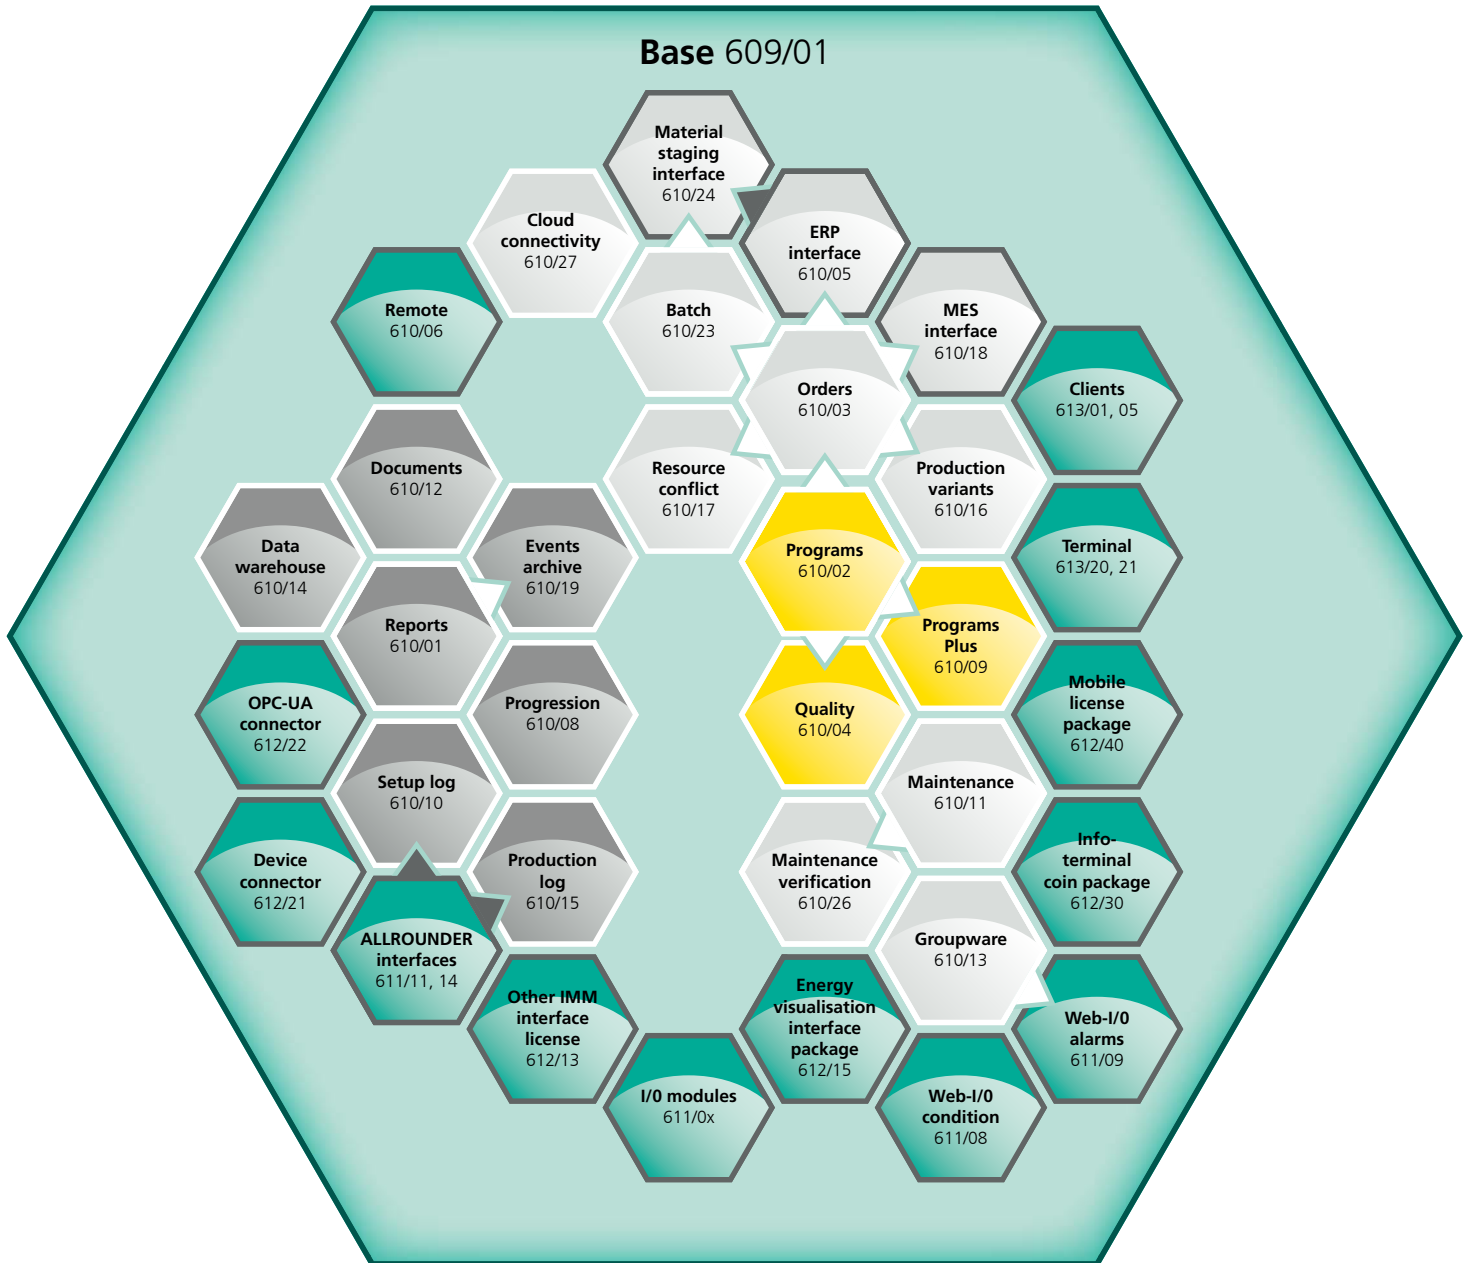 Base 609/01
Material
staging
interface
610/24
Cloud
connectivity
610/27
ERP
interface
610/05
Remote
610/06
Batch
610/23
MES
interface
610/18
Orders
610/03
Clients
613/01, 05
Documents
610/12
Resource
conflict
610/17
Production
variants
610/16
Data
warehouse
610/14
Events
archive
610/19
Programs
610/02
Terminal
613/20, 21
Reports
610/01
Programs
Plus
610/09
OPC-UA
connector
612/22
Progression
610/08
Quality
610/04
Mobile
license
package
612/40
Setup log
610/10
Maintenance
610/11
Device
connector
612/21
Production
log
610/15
Maintenance
verification
610/26
Info-
terminal
coin package
612/30
ALLROUNDER
interfaces
611/11, 14
Groupware
610/13
Other IMM
interface
license
612/13
Energy
visualisation
interface
package
612/15
Web-I/0
alarms
611/09
I/0 modules
611/0x
Web-I/0
condition
611/08